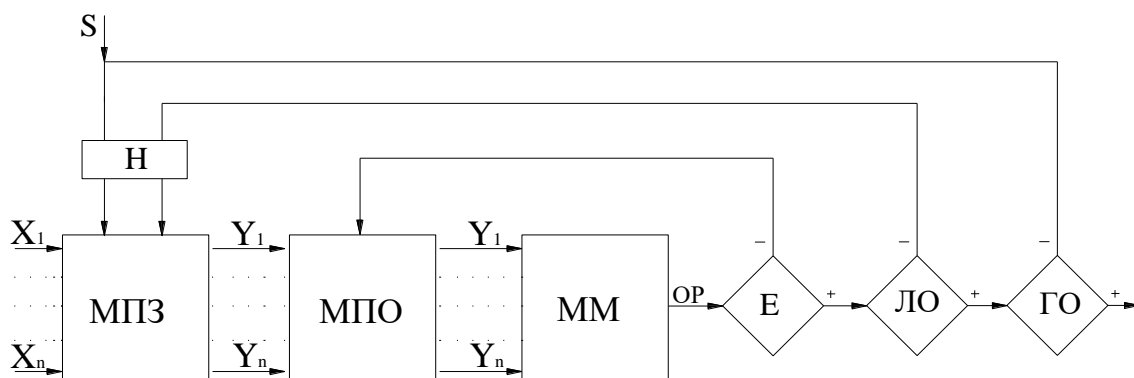 S
Н
X₁ Y₁ Y₁
МПЗ МПО ММ ОР Е ЛО ГО
Xₙ Yₙ Yₙ
− − −
+ + +